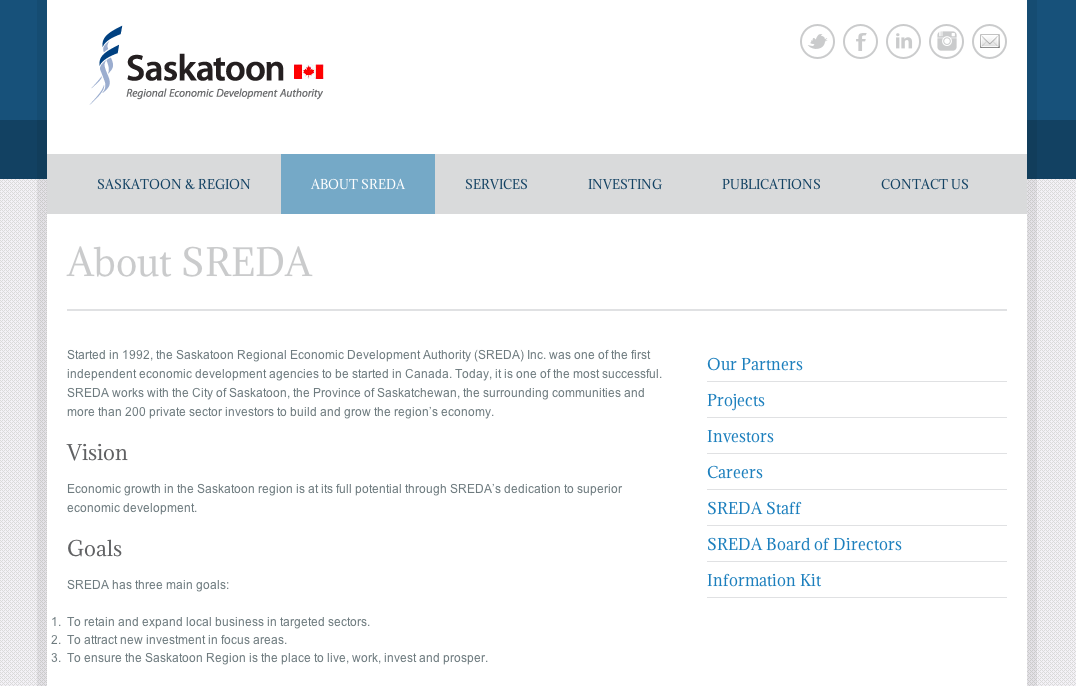 Saskatoon
Regional Economic Development Authority
SASKATOON & REGION
ABOUT SREDA
SERVICES
INVESTING
PUBLICATIONS
CONTACT US
About SREDA
Started in 1992, the Saskatoon Regional Economic Development Authority (SREDA) Inc. was one of the first
independent economic development agencies to be started in Canada. Today, it is one of the most successful.
SREDA works with the City of Saskatoon, the Province of Saskatchewan, the surrounding communities and
more than 200 private sector investors to build and grow the region's economy.
Vision
Economic growth in the Saskatoon region is at its full potential through SREDA's dedication to superior
economic development.
Goals
SREDA has three main goals:
1. To retain and expand local business in targeted sectors.
2. To attract new investment in focus areas.
3. To ensure the Saskatoon Region is the place to live, work, invest and prosper.
Our Partners
Projects
Investors
Careers
SREDA Staff
SREDA Board of Directors
Information Kit